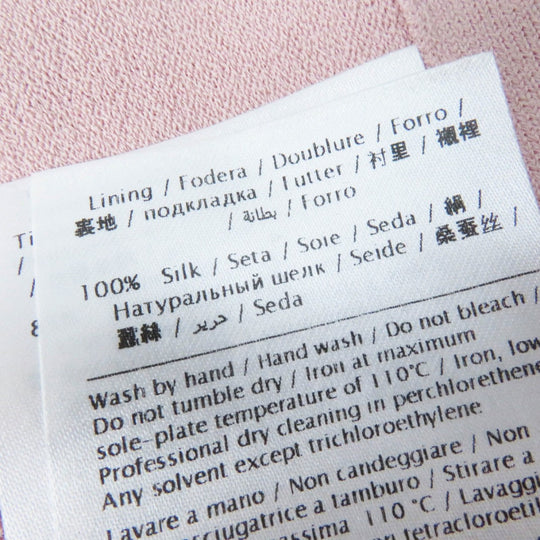 Lining / Fodera / Doublure / Forro /
裏地 / подкладка / Futter / 衬里 / 襯裡
/ بطانة / Forro
100% Silk / Seta / Soie / Seda / 絹 /
Натуральный шелк / Seide / 桑蚕丝 /
蠶絲 / حرير / Seda
Wash by hand / Hand wash / Do not bleach /
Do not tumble dry / Iron at maximum
sole-plate temperature of 110°C / Iron, low
Professional dry cleaning in perchlorethene
Any solvent except trichloroethylene
Lavare a mano / Non candeggiare / Non
asciugatrice a tamburo / Stirare a
massima 110 °C / Lavaggi
tetracloroetil